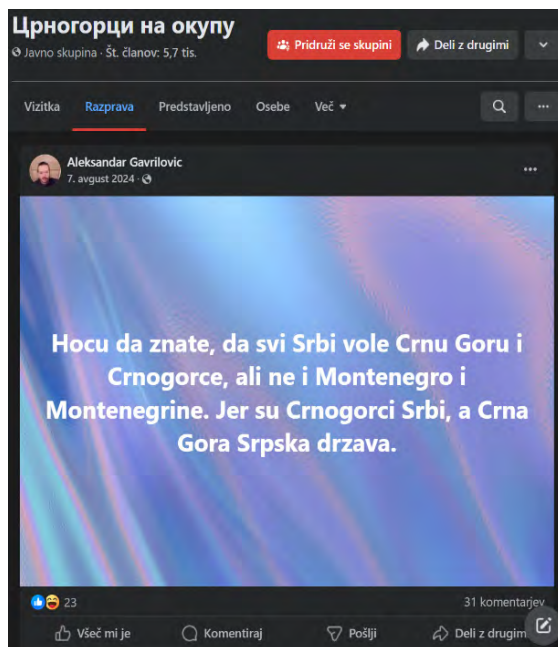 Црногорци на окупу
Javno skupina · Št. članov: 5,7 tis.
Pridruži se skupini
Deli z drugimi
Vizitka Razprava Predstavljeno Osebe Več
Aleksandar Gavrilovic
7. avgust 2024 ·
Hocu da znate, da svi Srbi vole Crnu Goru i
Crnogorce, ali ne i Montenegro i
Montenegrine. Jer su Crnogorci Srbi, a Crna
Gora Srpska drzava.
23
31 komentarjev
Všeč mi je
Komentiraj
Pošlji
Deli z drugim